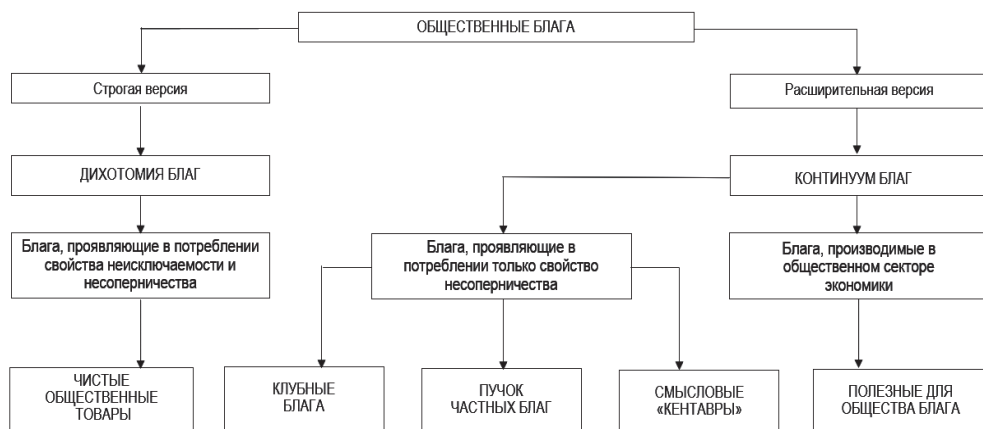 ОБЩЕСТВЕННЫЕ БЛАГА
Строгая версия
Расширительная версия
ДИХОТОМИЯ БЛАГ
КОНТИНУУМ БЛАГ
Блага, проявляющие в потреблении
свойства неисключаемости и
несоперничества
Блага, проявляющие в
потреблении только свойство
несоперничества
Блага, производимые в
общественном секторе
экономики
ЧИСТЫЕ
ОБЩЕСТВЕННЫЕ
ТОВАРЫ
КЛУБНЫЕ
БЛАГА
ПУЧОК
ЧАСТНЫХ БЛАГ
СМЫСЛОВЫЕ
«КЕНТАВРЫ»
ПОЛЕЗНЫЕ ДЛЯ
ОБЩЕСТВА БЛАГА